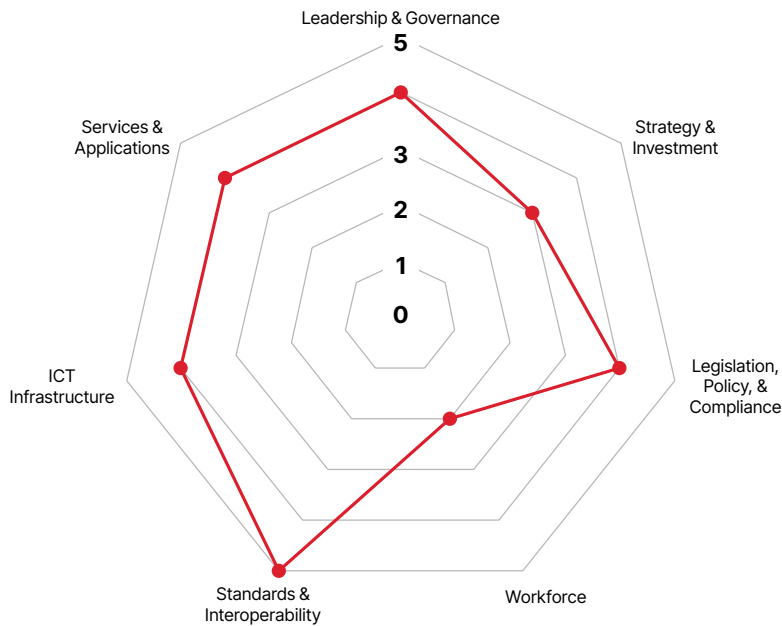 Leadership & Governance
5
Services &
Applications
Strategy &
Investment
3
2
1
0
ICT
Infrastructure
Legislation,
Policy, &
Compliance
Standards &
Interoperability
Workforce